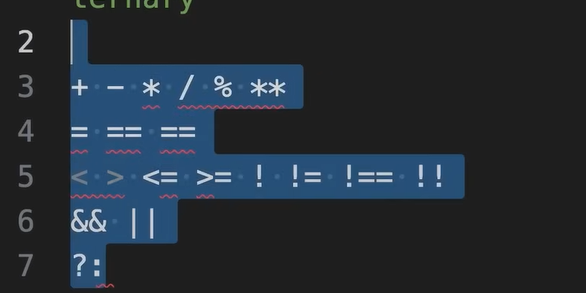 ternary
2
3 + - * / % **
4 = == ==
5 < > <= >= ! != !== !!
6 && ||
7 ?: